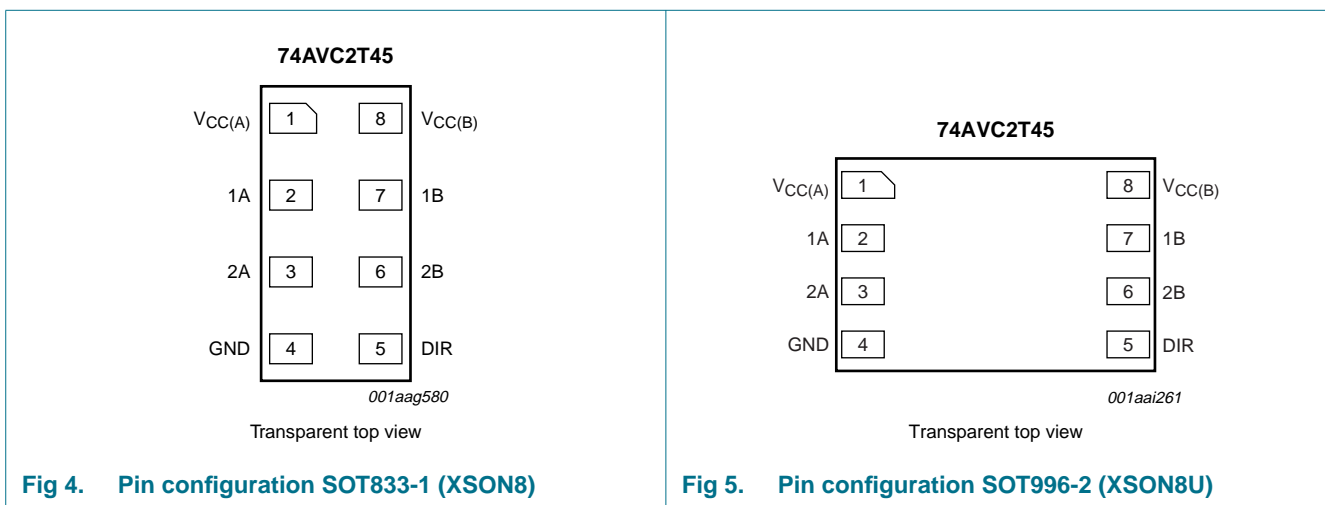 74AVC2T45
VCC(A) 1 8 VCC(B)
1A 2 7 1B
2A 3 6 2B
GND 4 5 DIR
001aag580
Transparent top view
Fig 4. Pin configuration SOT833-1 (XSON8)
74AVC2T45
VCC(A) 1 8 VCC(B)
1A 2 7 1B
2A 3 6 2B
GND 4 5 DIR
001aai261
Transparent top view
Fig 5. Pin configuration SOT996-2 (XSON8U)